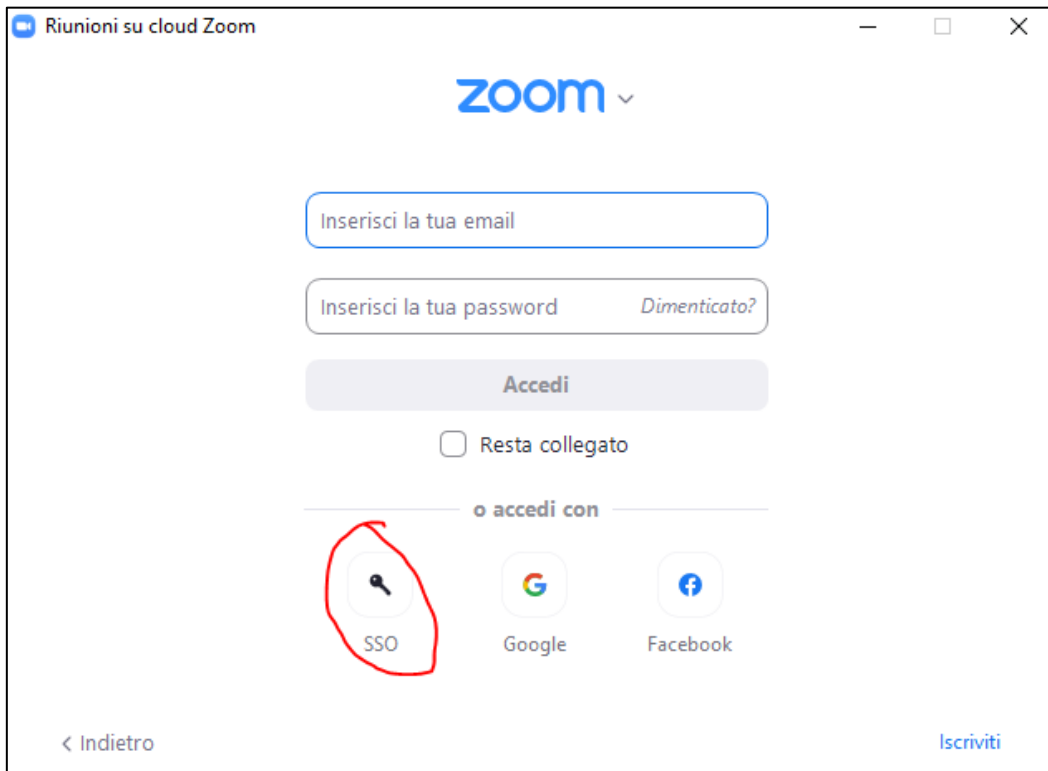 Riunioni su cloud Zoom
zoom
Inserisci la tua email
Inserisci la tua password Dimenticato?
Accedi
Resta collegato
o accedi con
SSO Google Facebook
Indietro Iscriviti